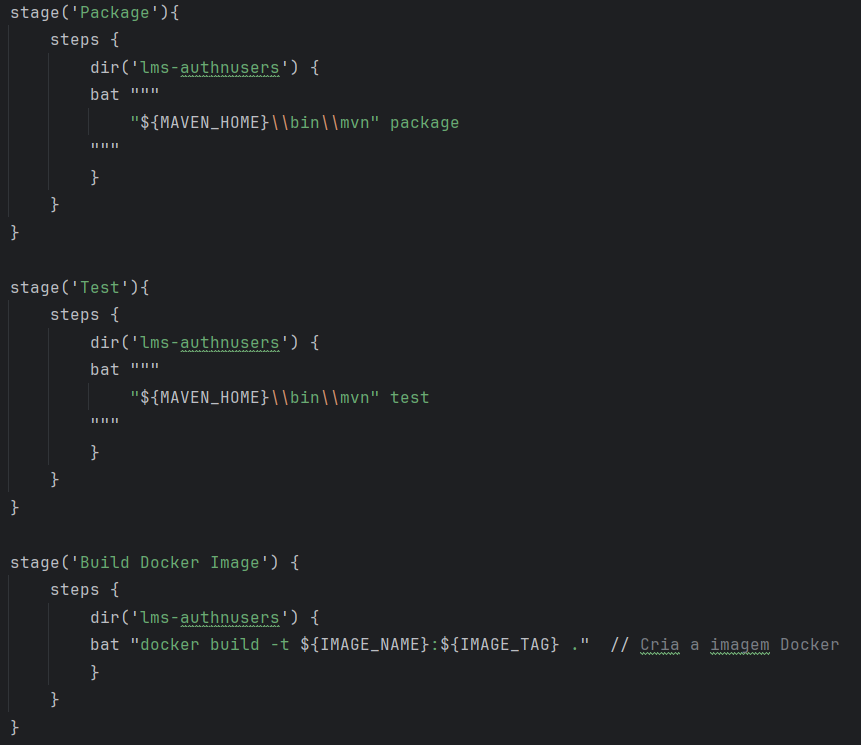 stage('Package'){
    steps {
        dir('lms-authnusers') {
        bat """
            "${MAVEN_HOME}\\bin\\mvn" package
        """
        }
    }
}

stage('Test'){
    steps {
        dir('lms-authnusers') {
        bat """
            "${MAVEN_HOME}\\bin\\mvn" test
        """
        }
    }
}

stage('Build Docker Image') {
    steps {
        dir('lms-authnusers') {
        bat "docker build -t ${IMAGE_NAME}:${IMAGE_TAG} ."  // Cria a imagem Docker
        }
    }
}